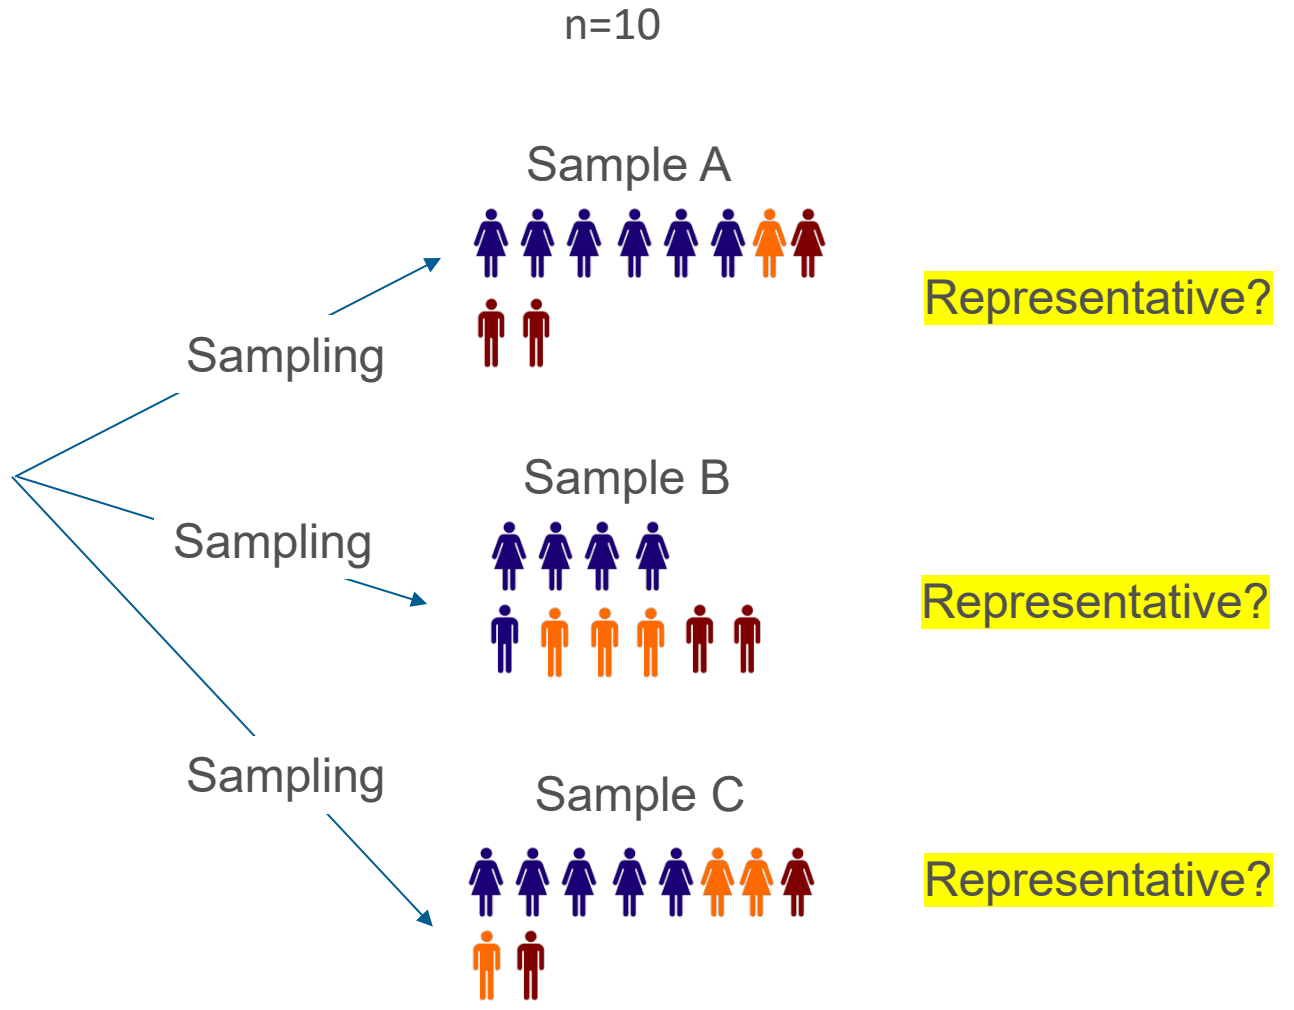 n=10
Sample A
Representative?
Sampling
Sample B
Sampling
Representative?
Sampling
Sample C
Representative?